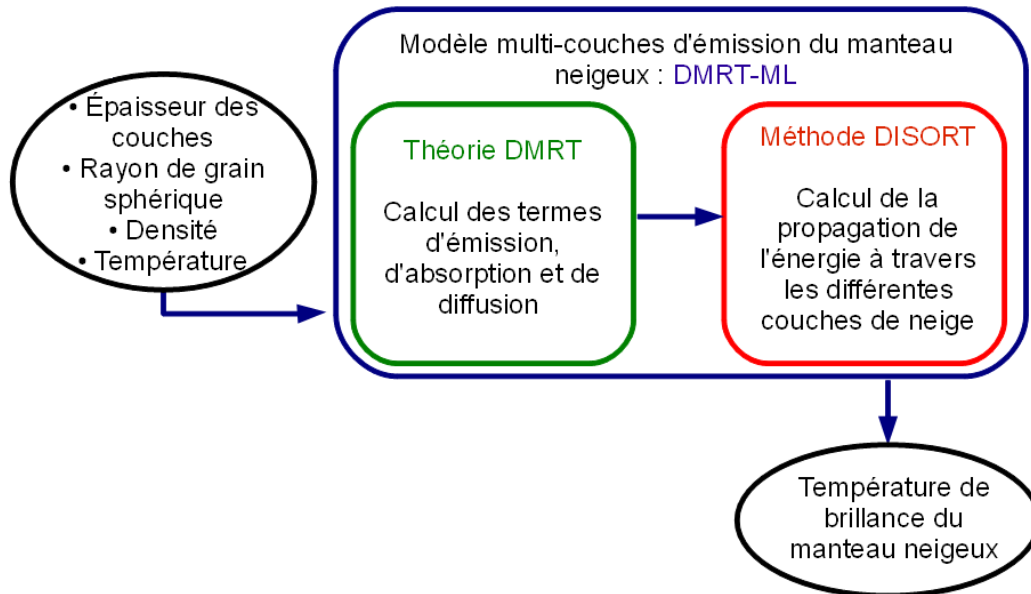 Modèle multi-couches d'émission du manteau
neigeux : DMRT-ML
• Épaisseur des
couches
• Rayon de grain
sphérique
• Densité
• Température
Théorie DMRT
Calcul des termes
d'émission,
d'absorption et de
diffusion
Méthode DISORT
Calcul de la
propagation de
l'énergie à travers
les différentes
couches de neige
Température de
brillance du
manteau neigeux